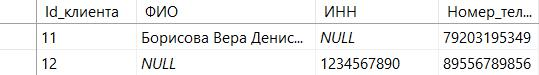 Id_клиента ФИО ИНН Номер_тел...
11 Борисова Вера Денис... NULL 79203195349
12 NULL 1234567890 89556789856